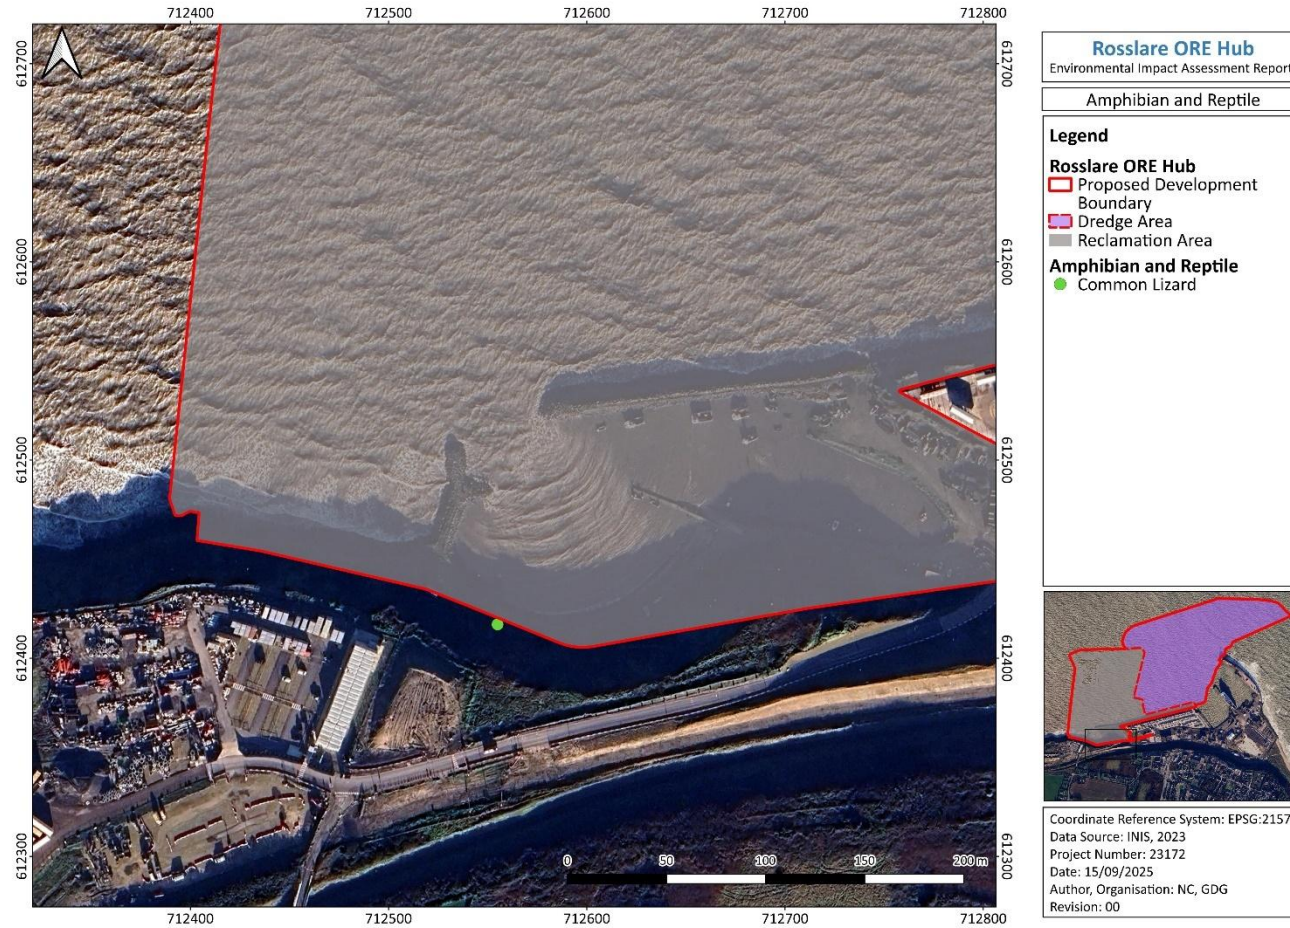 712400 712500 712600 712700 712800
612700
612600
612500
612400
612300
612700
612600
612500
612400
612300
0 50 100 150 200 m
712400 712500 712600 712700 712800
Rosslare ORE Hub
Environmental Impact Assessment Report
Amphibian and Reptile
Legend
Rosslare ORE Hub
Proposed Development
Boundary
Dredge Area
Reclamation Area
Amphibian and Reptile
Common Lizard
Coordinate Reference System: EPSG:2157
Data Source: INIS, 2023
Project Number: 23172
Date: 15/09/2025
Author, Organisation: NC, GDG
Revision: 00